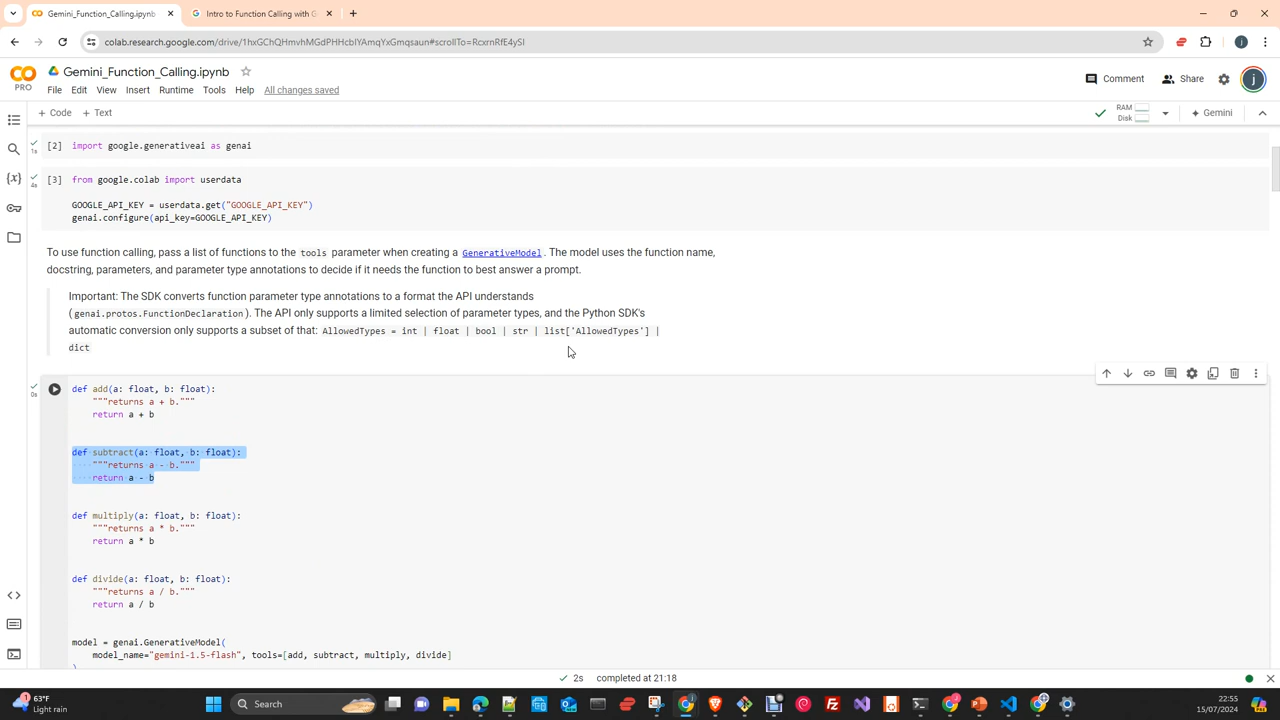 Gemini_Function_Calling.ipynb
Intro to Function Calling with G
colab.research.google.com/drive/1hxGChQHmvhMGdPHHcblYAmqYxGmqsaun#scrollTo=RcxrnRfE4ySI
Gemini_Function_Calling.ipynb
PRO
File Edit View Insert Runtime Tools Help All changes saved
Comment Share j
+ Code + Text
RAM
Disk
Gemini
[2] import google.generativeai as genai
1s
[3] from google.colab import userdata
4s
GOOGLE_API_KEY = userdata.get("GOOGLE_API_KEY")
genai.configure(api_key=GOOGLE_API_KEY)
To use function calling, pass a list of functions to the tools parameter when creating a GenerativeModel. The model uses the function name,
docstring, parameters, and parameter type annotations to decide if it needs the function to best answer a prompt.
Important: The SDK converts function parameter type annotations to a format the API understands
(genai.protos.FunctionDeclaration). The API only supports a limited selection of parameter types, and the Python SDK's
automatic conversion only supports a subset of that: AllowedTypes = int | float | bool | str | list['AllowedTypes'] |
dict
0s
def add(a: float, b: float):
"""returns a + b."""
return a + b
def subtract(a: float, b: float):
"""returns a - b."""
return a - b
def multiply(a: float, b: float):
"""returns a * b."""
return a * b
def divide(a: float, b: float):
"""returns a / b."""
return a / b
model = genai.GenerativeModel(
model_name="gemini-1.5-flash", tools=[add, subtract, multiply, divide]
)
2s completed at 21:18
63°F
Light rain
Search
22:55
15/07/2024